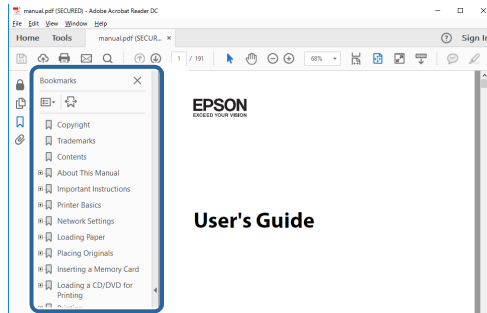 manual.pdf (SECURED) - Adobe Acrobat Reader DC
File Edit View Window Help
Home Tools manual.pdf (SECUR... ×
Sign In
1 / 191 68%
Bookmarks
EPSON
EXCEED YOUR VISION
Copyright
Trademarks
Contents
About This Manual
Important Instructions
Printer Basics
Network Settings
User's Guide
Loading Paper
Placing Originals
Inserting a Memory Card
Loading a CD/DVD for
Printing